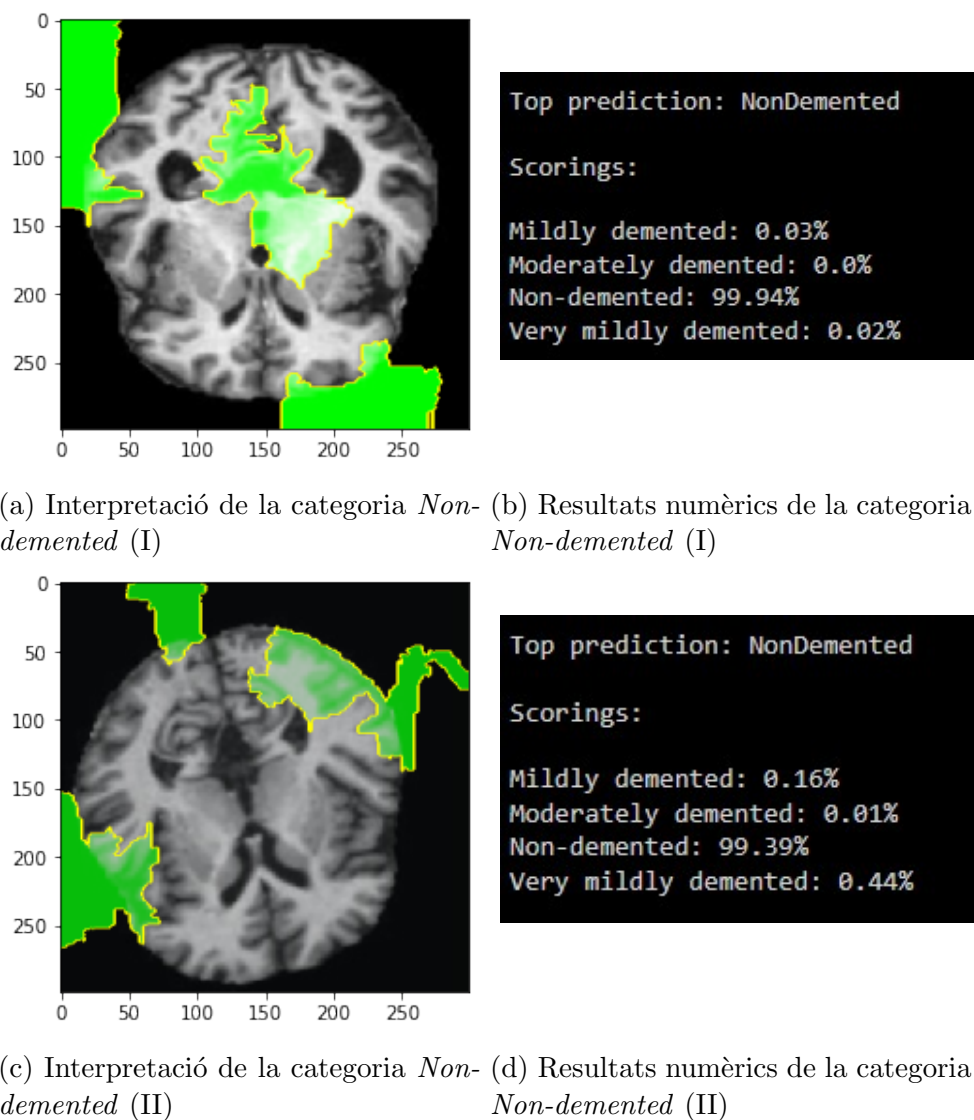 0
50
100
150
200
250
0 50 100 150 200 250
Top prediction: NonDemented
Scorings:
Mildly demented: 0.03%
Moderately demented: 0.0%
Non-demented: 99.94%
Very mildly demented: 0.02%
(a) Interpretació de la categoria Non-
demented (I)
(b) Resultats numèrics de la categoria
Non-demented (I)
0
50
100
150
200
250
0 50 100 150 200 250
Top prediction: NonDemented
Scorings:
Mildly demented: 0.16%
Moderately demented: 0.01%
Non-demented: 99.39%
Very mildly demented: 0.44%
(c) Interpretació de la categoria Non-
demented (II)
(d) Resultats numèrics de la categoria
Non-demented (II)